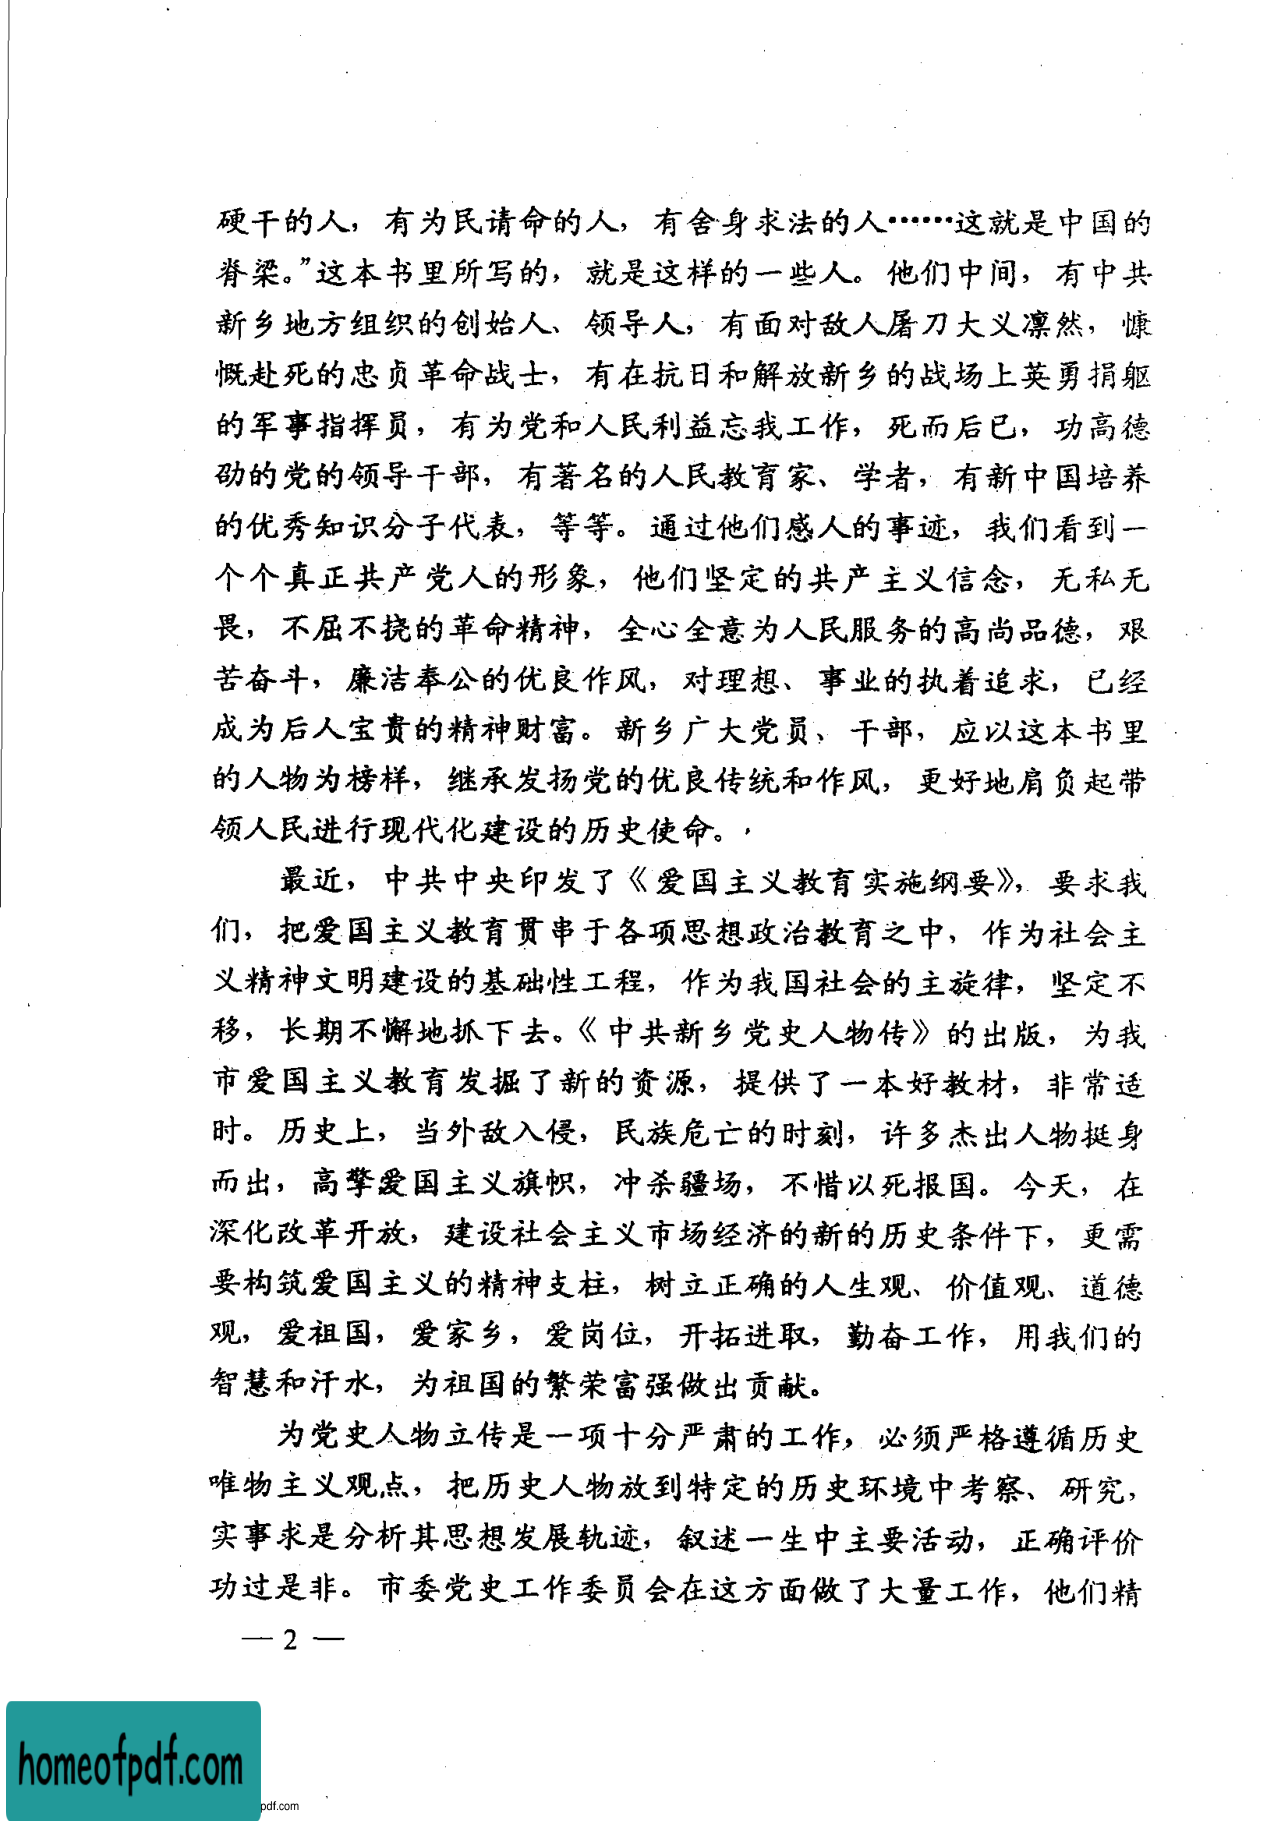 硬干的人，有为民请命的人，有舍身求法的人……这就是中国的
脊梁。”这本书里所写的，就是这样的一些人。他们中间，有中共
新乡地方组织的创始人、领导人，有面对敌人屠刀大义凛然，慷
慨赴死的忠贞革命战士，有在抗日和解放新乡的战场上英勇捐躯
的军事指挥员，有为党和人民利益忘我工作，死而后已，功高德
劭的党的领导干部，有著名的人民教育家、学者，有新中国培养
的优秀知识分子代表，等等。通过他们感人的事迹，我们看到一
个个真正共产党人的形象，他们坚定的共产主义信念，无私无
畏，不屈不挠的革命精神，全心全意为人民服务的高尚品德，艰
苦奋斗，廉洁奉公的优良作风，对理想、事业的执着追求，已经
成为后人宝贵的精神财富。新乡广大党员、干部，应以这本书里
的人物为榜样，继承发扬党的优良传统和作风，更好地肩负起带
领人民进行现代化建设的历史使命。
最近，中共中央印发了《爱国主义教育实施纲要》，要求我
们，把爱国主义教育贯串于各项思想政治教育之中，作为社会主
义精神文明建设的基础性工程，作为我国社会的主旋律，坚定不
移，长期不懈地抓下去。《中共新乡党史人物传》的出版，为我
市爱国主义教育发掘了新的资源，提供了一本好教材，非常适
时。历史上，当外敌入侵，民族危亡的时刻，许多杰出人物挺身
而出，高擎爱国主义旗帜，冲杀疆场，不惜以死报国。今天，在
深化改革开放，建设社会主义市场经济的新的历史条件下，更需
要构筑爱国主义的精神支柱，树立正确的人生观、价值观、道德
观，爱祖国，爱家乡，爱岗位，开拓进取，勤奋工作，用我们的
智慧和汗水，为祖国的繁荣富强做出贡献。
为党史人物立传是一项十分严肃的工作，必须严格遵循历史
唯物主义观点，把历史人物放到特定的历史环境中考察、研究，
实事求是分析其思想发展轨迹，叙述一生中主要活动，正确评价
功过是非。市委党史工作委员会在这方面做了大量工作，他们精
— 2 —
homeofpdf.com
pdf.com